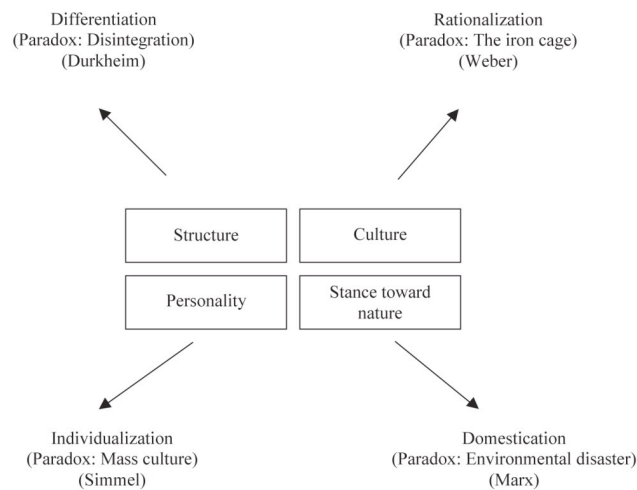 Differentiation
(Paradox: Disintegration)
(Durkheim)
Rationalization
(Paradox: The iron cage)
(Weber)
Structure
Culture
Personality
Stance toward
nature
Individualization
(Paradox: Mass culture)
(Simmel)
Domestication
(Paradox: Environmental disaster)
(Marx)